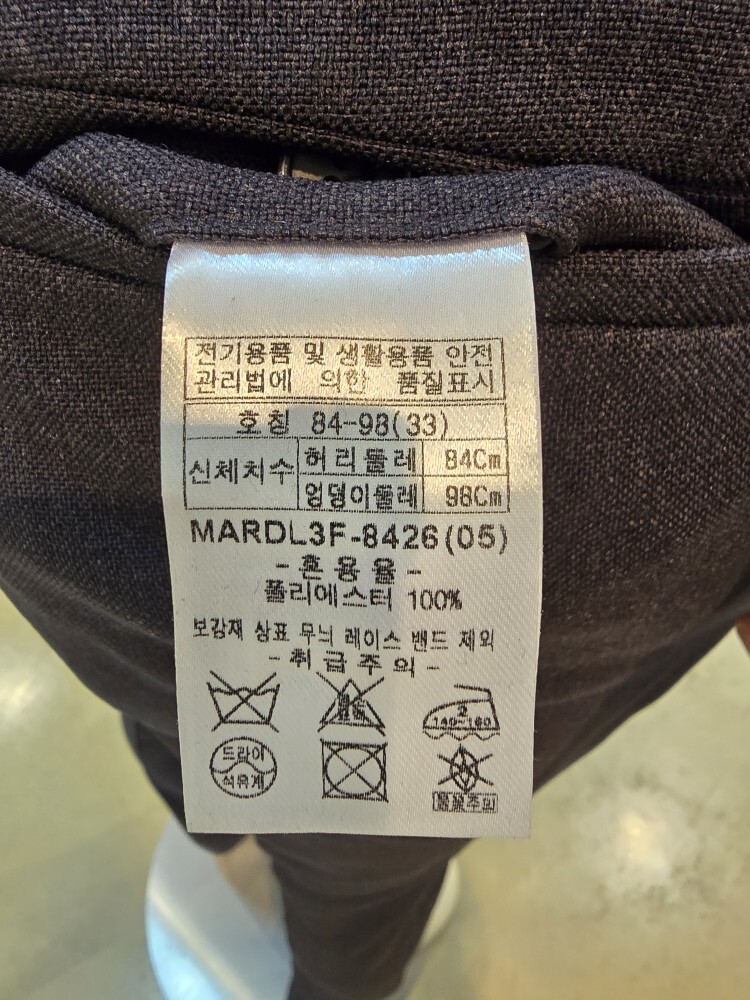 전기용품 및 생활용품 안전
관리법에 의한 품질표시
호칭 84-98(33)
신체치수 허리둘레 84Cm
엉덩이둘레 98Cm
MARDL3F-8426(05)
-혼용율-
폴리에스터 100%
보강재 상표 무늬 레이스 밴드 제외
-취급주의-
2
140~160
드라이
석유계